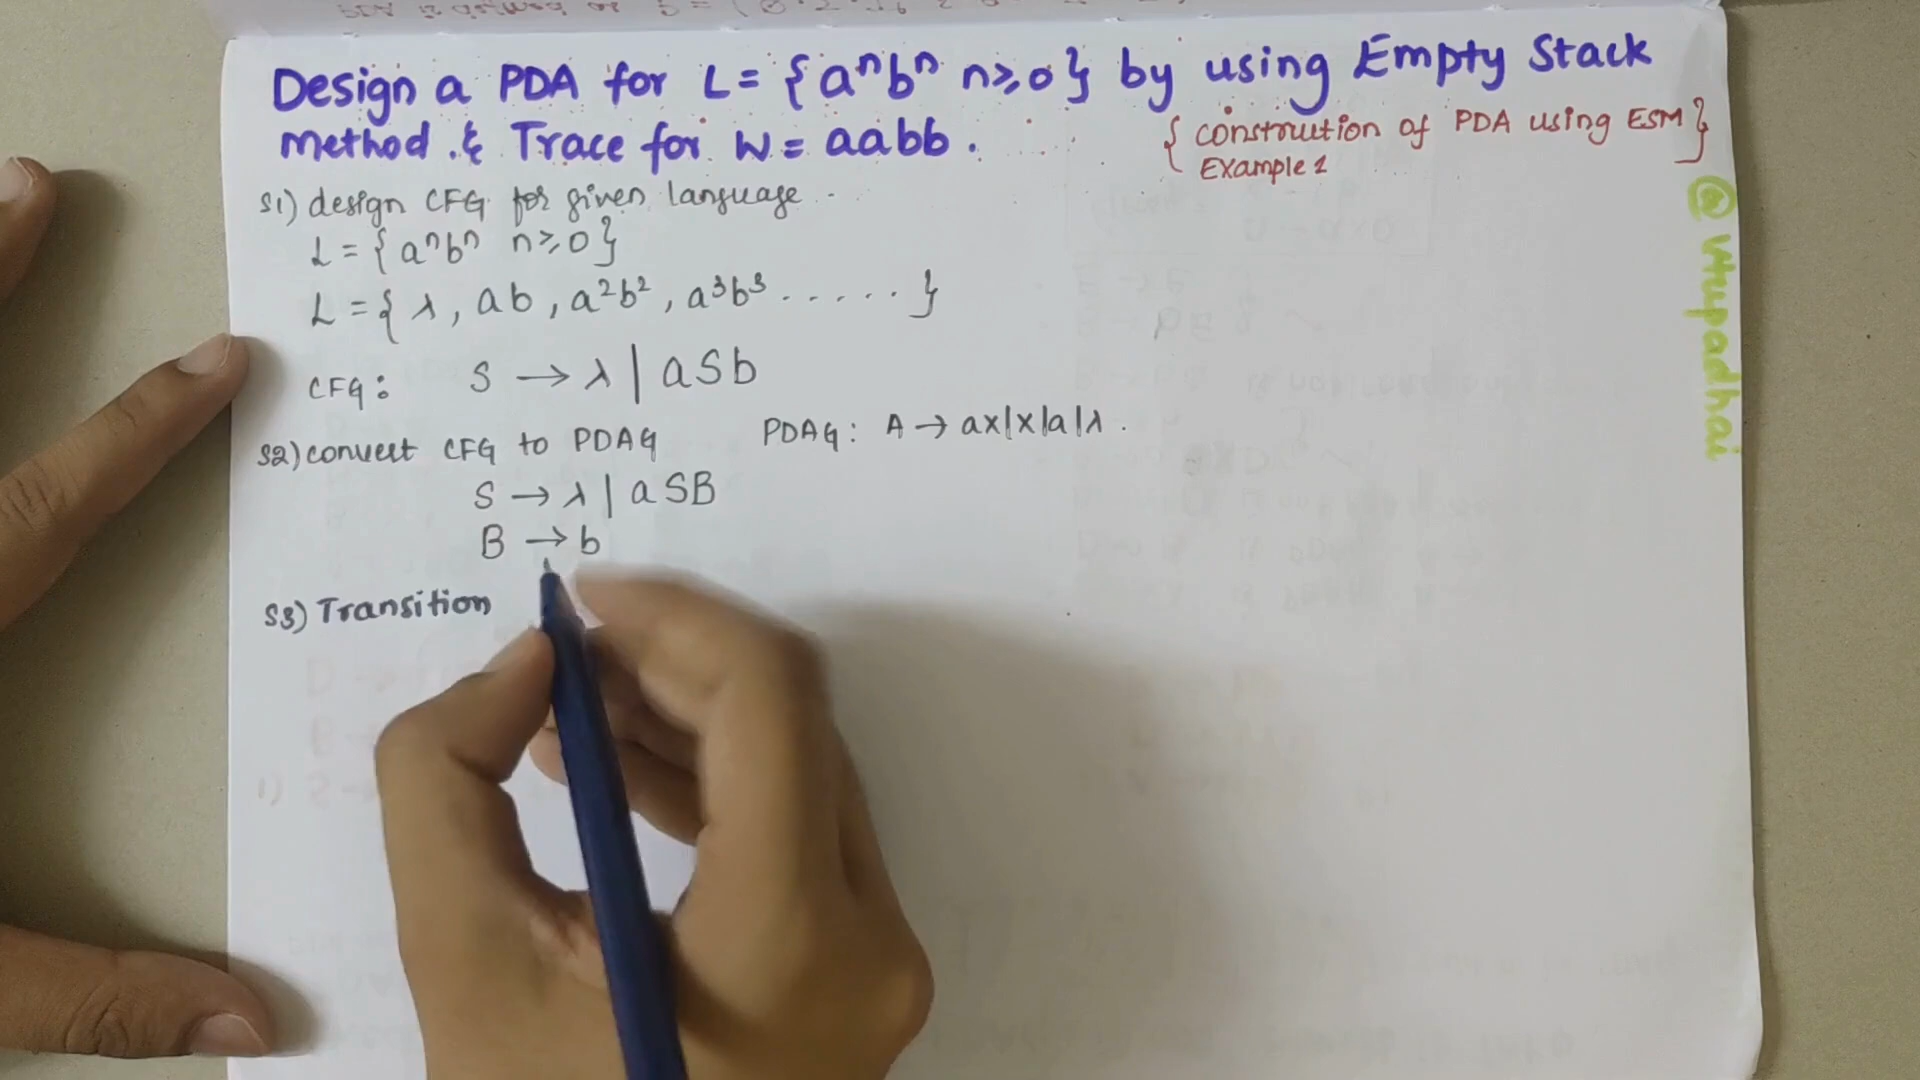 Design a PDA for L = {aⁿbⁿ n≥0} by using Empty Stack
Method. & Trace for W = aabb.
{ construction of PDA using ESM }
Example 1
S1) design CFG for given language.
L = { aⁿbⁿ n≥0 }
L = { λ, ab, a²b², a³b³ ...... }
CFG: S → λ | aSb
S2) convert CFG to PDAG PDAG: A → ax|x|a|λ.
S → λ | aSB
B → b
S3) Transition
@ Vtupadhai